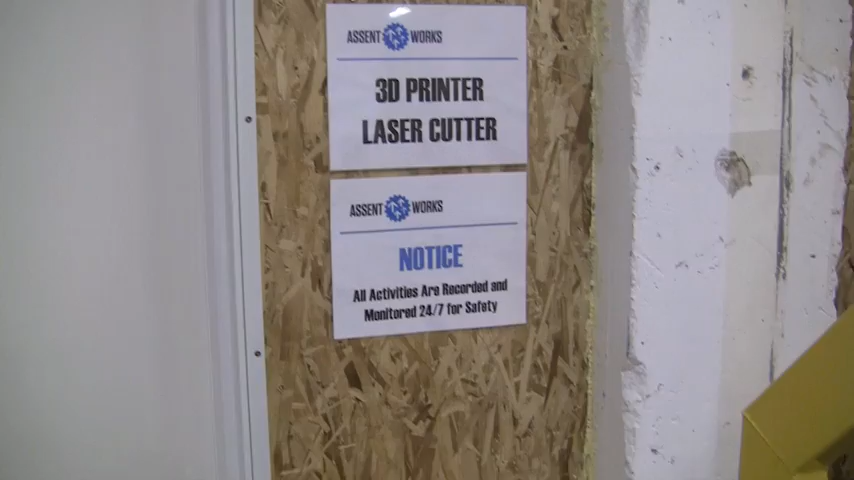 ASSENT WORKS
3D PRINTER
LASER CUTTER
ASSENT WORKS
NOTICE
All Activities Are Recorded and
Monitored 24/7 for Safety